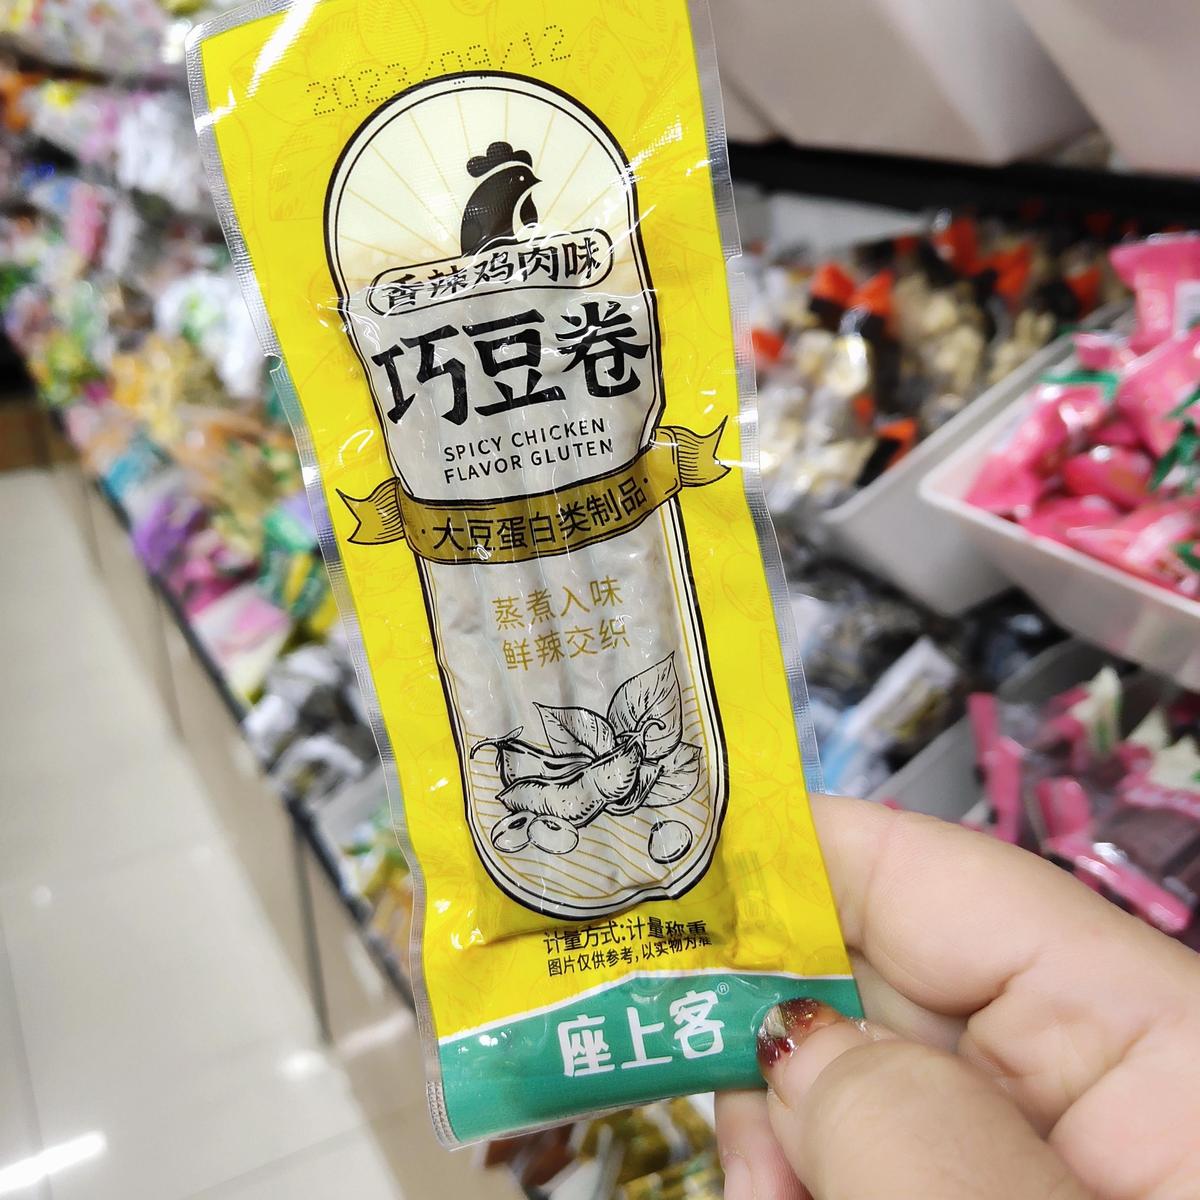 2023/09/12
香辣鸡肉味
巧豆卷
SPICY CHICKEN
FLAVOR GLUTEN
·大豆蛋白类制品·
蒸煮入味
鲜辣交织
计量方式:计量称重
图片仅供参考,以实物为准
座上客®